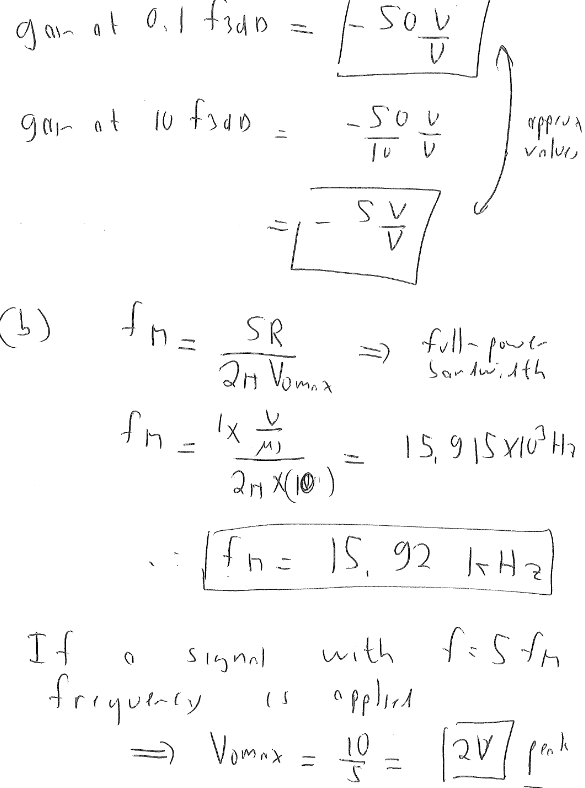 gain at 0.1 f3dB = - 50 V/V
gain at 10 f3dB = - 50/10 V/V
approx values
= - 5 V/V
(b) fM = SR / 2π Vomax ⇒ full-power bandwidth
fM = 1 x V/μs / 2π x (10) = 15.915 x10³ Hz
∴ fM = 15.92 kHz
If a signal with f = 5 fM
frequency is applied
⇒ Vomax = 10/5 = 2V peak